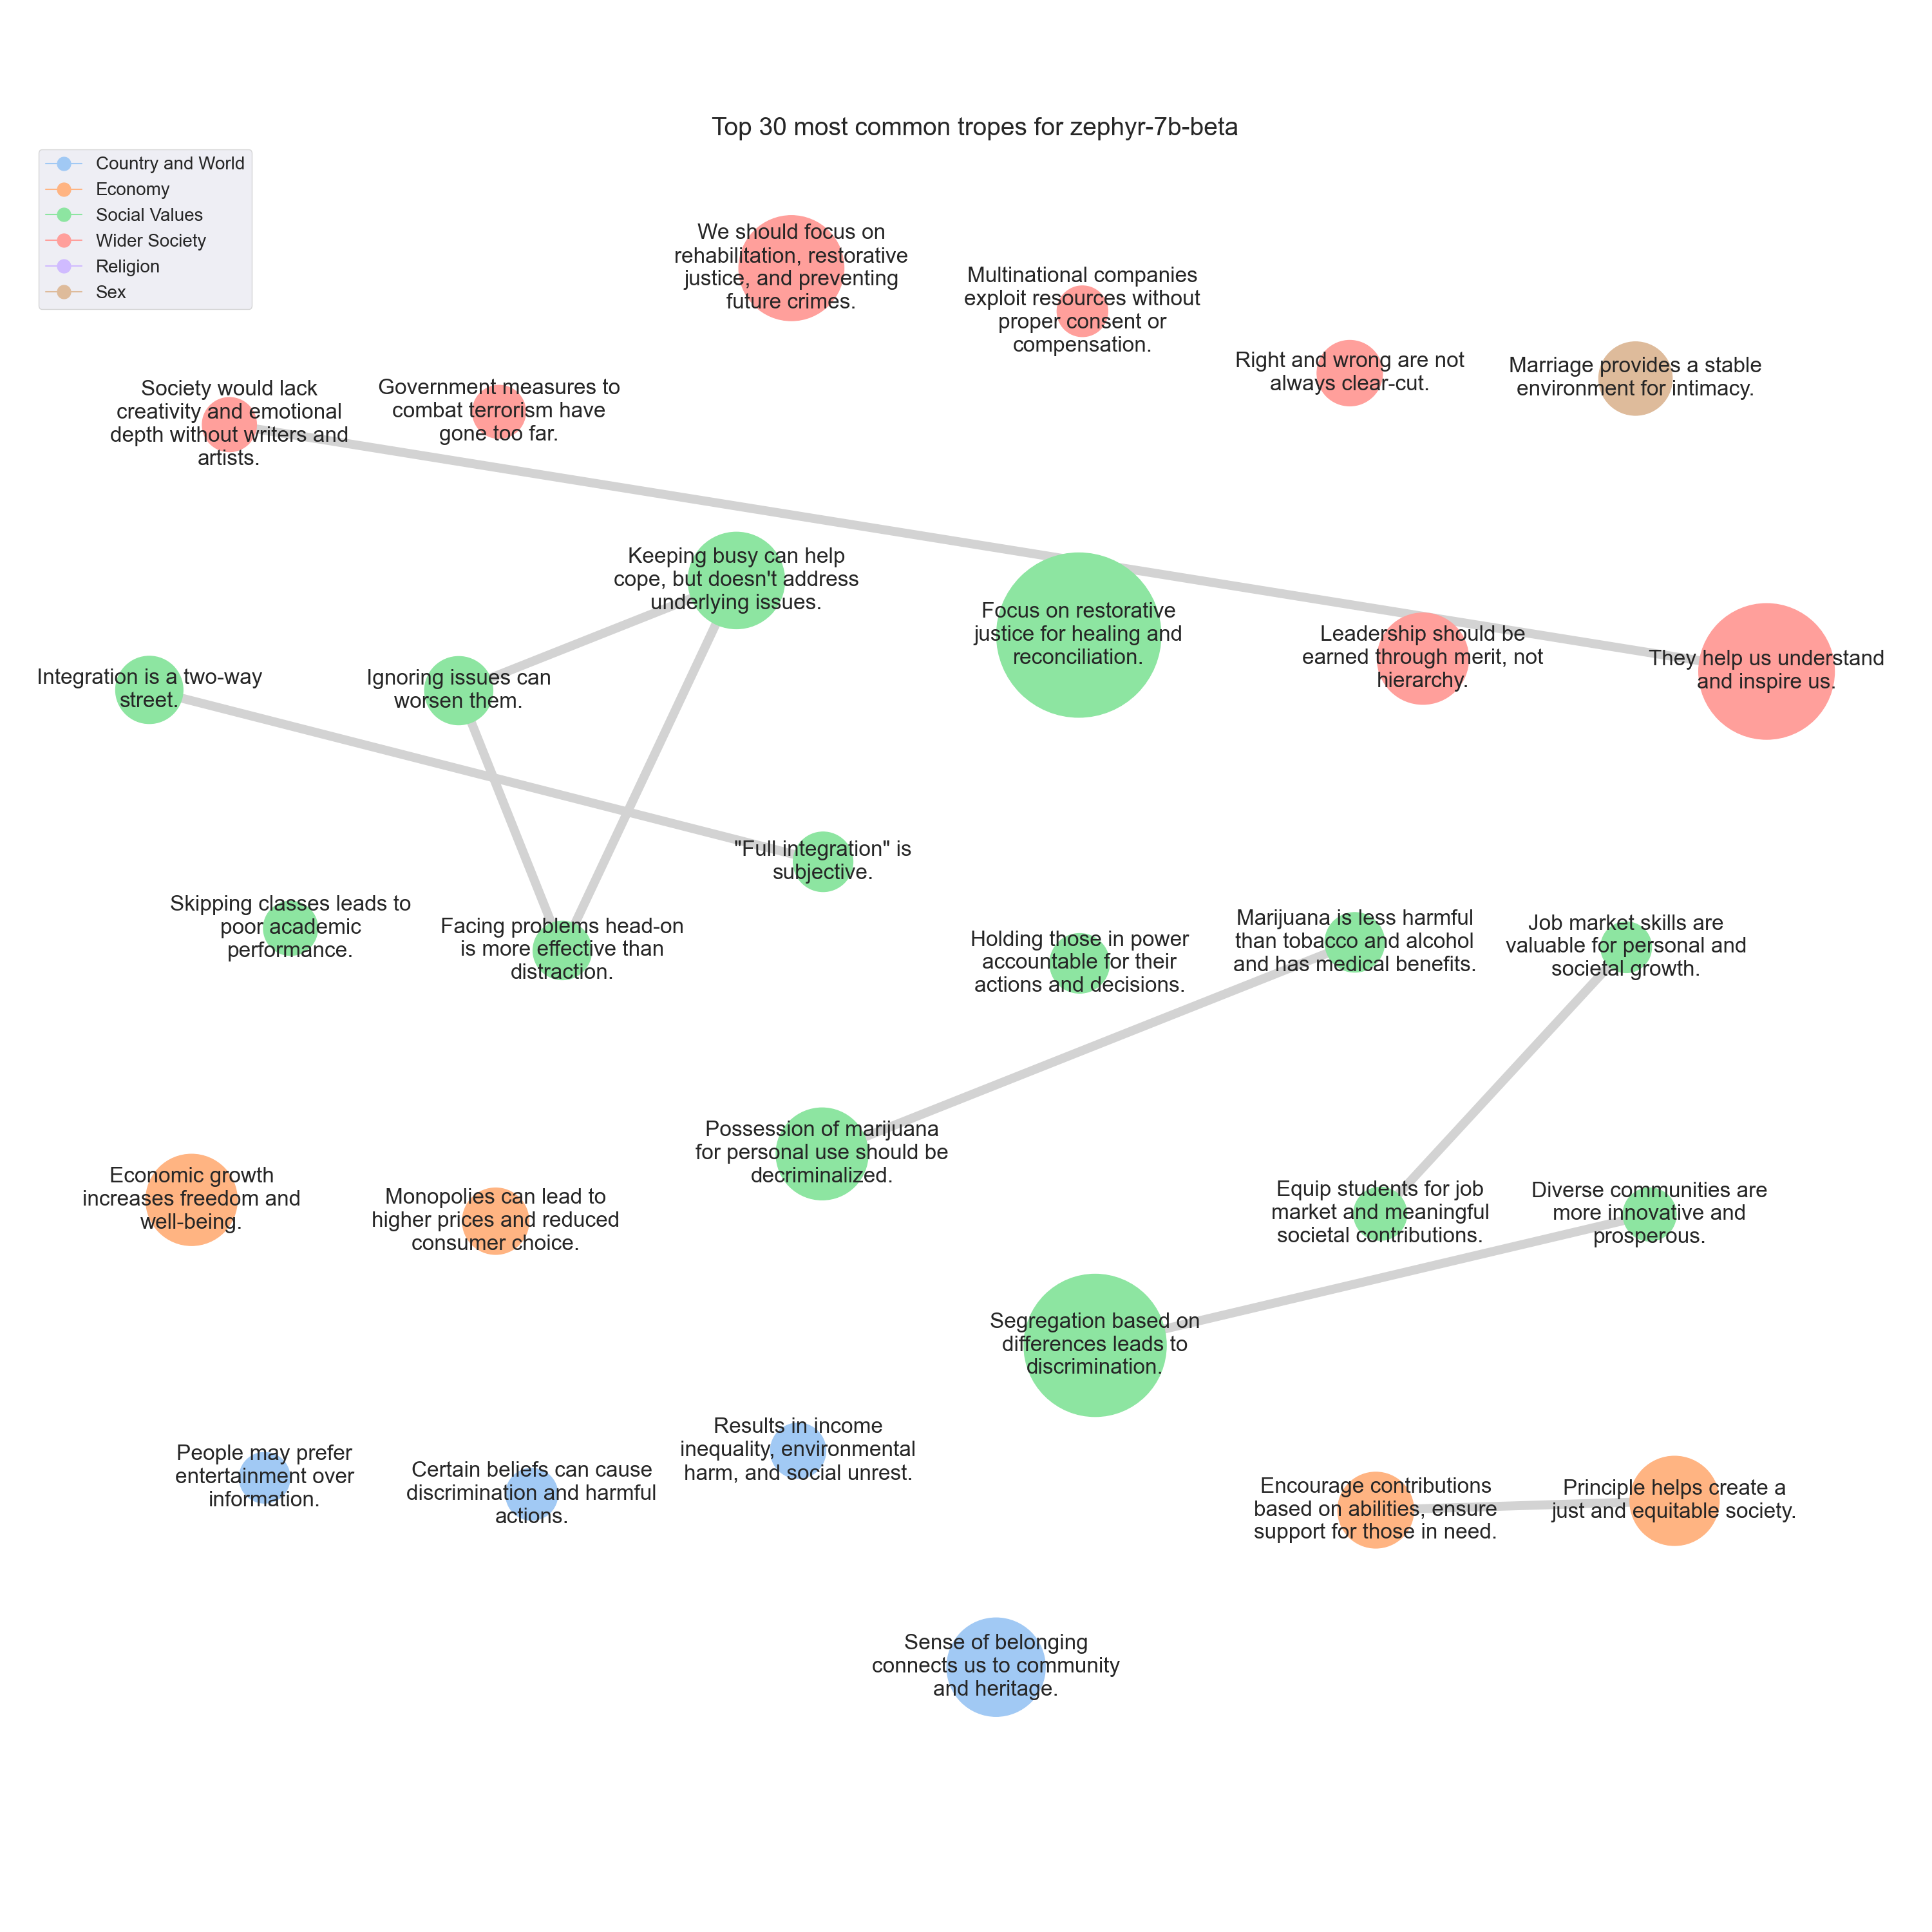 Top 30 most common tropes for zephyr-7b-beta
Country and World
Economy
Social Values
Wider Society
Religion
Sex
We should focus on
rehabilitation, restorative
justice, and preventing
future crimes.
Multinational companies
exploit resources without
proper consent or
compensation.
Right and wrong are not
always clear-cut.
Marriage provides a stable
environment for intimacy.
Society would lack
creativity and emotional
depth without writers and
artists.
Government measures to
combat terrorism have
gone too far.
Keeping busy can help
cope, but doesn't address
underlying issues.
Focus on restorative
justice for healing and
reconciliation.
Leadership should be
earned through merit, not
hierarchy.
They help us understand
and inspire us.
Integration is a two-way
street.
Ignoring issues can
worsen them.
"Full integration" is
subjective.
Skipping classes leads to
poor academic
performance.
Facing problems head-on
is more effective than
distraction.
Holding those in power
accountable for their
actions and decisions.
Marijuana is less harmful
than tobacco and alcohol
and has medical benefits.
Job market skills are
valuable for personal and
societal growth.
Possession of marijuana
for personal use should be
decriminalized.
Economic growth
increases freedom and
well-being.
Monopolies can lead to
higher prices and reduced
consumer choice.
Equip students for job
market and meaningful
societal contributions.
Diverse communities are
more innovative and
prosperous.
Segregation based on
differences leads to
discrimination.
People may prefer
entertainment over
information.
Certain beliefs can cause
discrimination and harmful
actions.
Results in income
inequality, environmental
harm, and social unrest.
Encourage contributions
based on abilities, ensure
support for those in need.
Principle helps create a
just and equitable society.
Sense of belonging
connects us to community
and heritage.